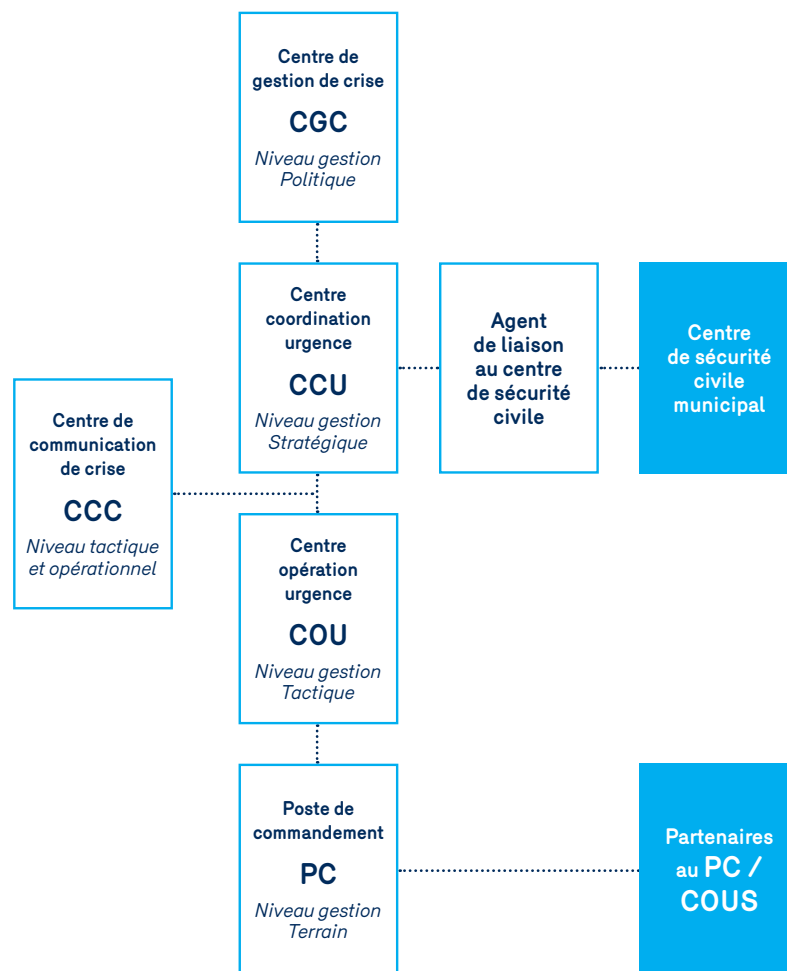 Centre de
gestion de crise
CGC
Niveau gestion
Politique
Centre
coordination
urgence
CCU
Niveau gestion
Stratégique
Agent
de liaison
au centre
de sécurité
civile
Centre
de sécurité
civile
municipal
Centre de
communication
de crise
CCC
Niveau tactique
et opérationnel
Centre
opération
urgence
COU
Niveau gestion
Tactique
Poste de
commandement
PC
Niveau gestion
Terrain
Partenaires
au PC /
COUS